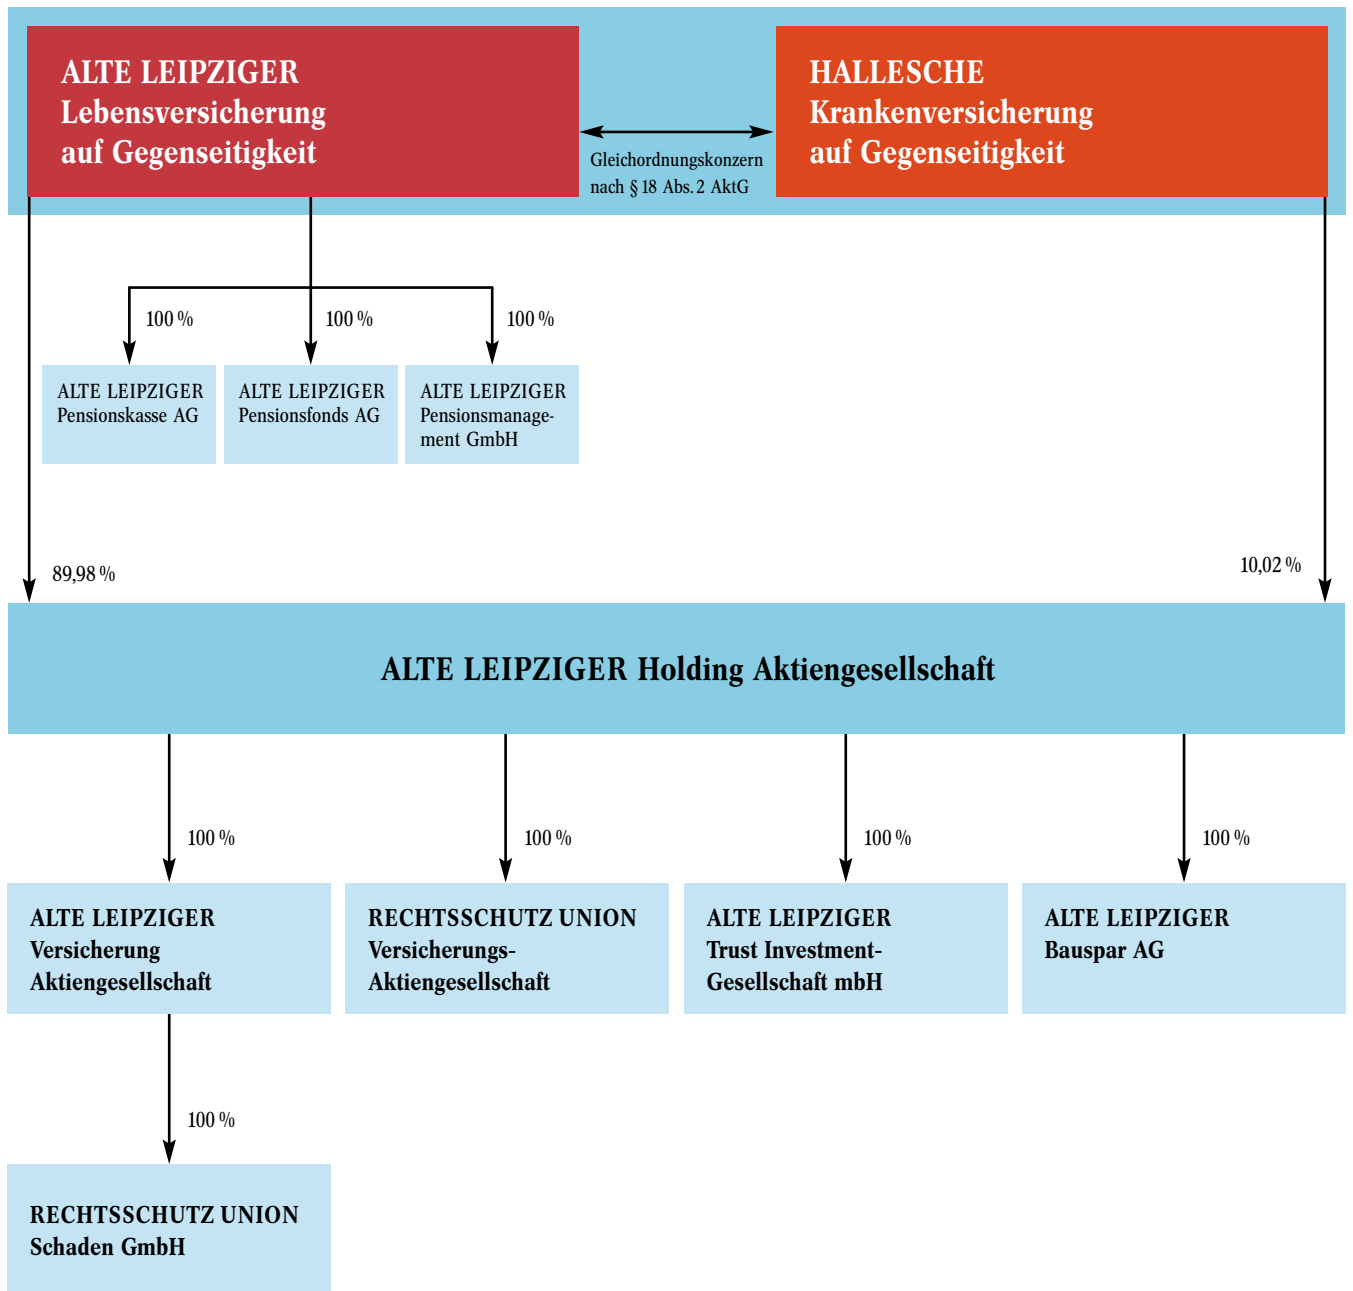 ALTE LEIPZIGER
Lebensversicherung
auf Gegenseitigkeit
HALLESCHE
Krankenversicherung
auf Gegenseitigkeit
Gleichordnungskonzern
nach § 18 Abs. 2 AktG
100 %
100 %
100 %
ALTE LEIPZIGER
Pensionskasse AG
ALTE LEIPZIGER
Pensionsfonds AG
ALTE LEIPZIGER
Pensionsmanage-
ment GmbH
89,98 %
10,02 %
ALTE LEIPZIGER Holding Aktiengesellschaft
100 %
100 %
100 %
100 %
ALTE LEIPZIGER
Versicherung
Aktiengesellschaft
RECHTSSCHUTZ UNION
Versicherungs-
Aktiengesellschaft
ALTE LEIPZIGER
Trust Investment-
Gesellschaft mbH
ALTE LEIPZIGER
Bauspar AG
100 %
RECHTSSCHUTZ UNION
Schaden GmbH